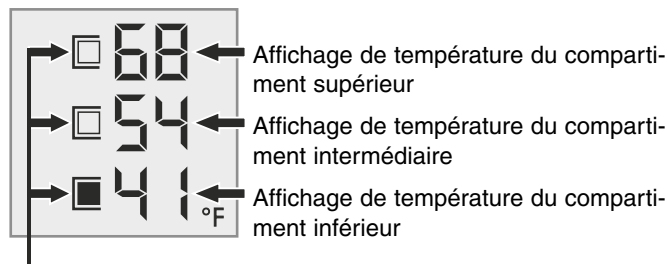 68
Affichage de température du comparti-
ment supérieur
54
Affichage de température du comparti-
ment intermédiaire
41 °F
Affichage de température du comparti-
ment inférieur